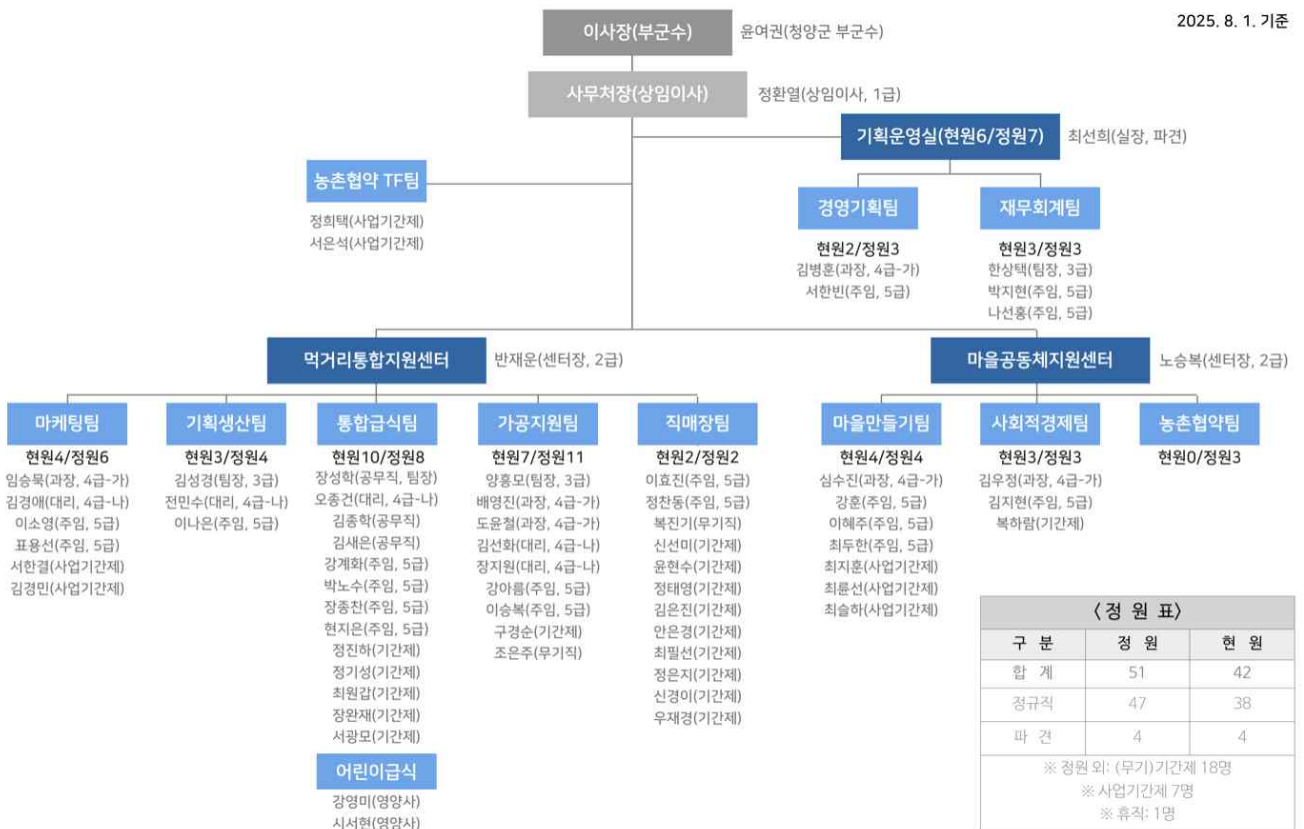 2025. 8. 1. 기준
이사장(부군수)
윤여권(청양군 부군수)
사무처장(상임이사)
정환열(상임이사, 1급)
기획운영실(현원6/정원7)
최선희(실장, 파견)
농촌협약 TF팀
정희택(사업기간제)
서은석(사업기간제)
경영기획팀
현원2/정원3
김병훈(과장, 4급-가)
서한빈(주임, 5급)
재무회계팀
현원3/정원3
한상택(팀장, 3급)
박지현(주임, 5급)
나선홍(주임, 5급)
먹거리통합지원센터
반재운(센터장, 2급)
마케팅팀
현원4/정원6
임승묵(과장, 4급-가)
김경애(대리, 4급-나)
이소영(주임, 5급)
표용선(주임, 5급)
서한결(사업기간제)
김경민(사업기간제)
기획생산팀
현원3/정원4
김성경(팀장, 3급)
전민수(대리, 4급-나)
이나은(주임, 5급)
통합급식팀
현원10/정원8
장성학(공무직, 팀장)
오종건(대리, 4급-나)
김종학(공무직)
김새은(공무직)
강계화(주임, 5급)
박노수(주임, 5급)
장종찬(주임, 5급)
현지은(주임, 5급)
정진하(기간제)
정기성(기간제)
최원갑(기간제)
장완재(기간제)
서광모(기간제)
어린이급식
강영미(영양사)
시서현(영양사)
가공지원팀
현원7/정원11
양홍모(팀장, 3급)
배영진(과장, 4급-가)
도윤철(과장, 4급-가)
김선화(대리, 4급-나)
장지원(대리, 4급-나)
강아름(주임, 5급)
이승복(주임, 5급)
구경순(기간제)
조은주(무기직)
직매장팀
현원2/정원2
이효진(주임, 5급)
정찬동(주임, 5급)
복진기(무기직)
신선미(기간제)
윤현수(기간제)
정태영(기간제)
김은진(기간제)
안은경(기간제)
최필선(기간제)
정은지(기간제)
신경이(기간제)
우재경(기간제)
마을공동체지원센터
노승복(센터장, 2급)
마을만들기팀
현원4/정원4
심수진(과장, 4급-가)
강훈(주임, 5급)
이혜주(주임, 5급)
최두한(주임, 5급)
최지훈(사업기간제)
최륜선(사업기간제)
최슬하(사업기간제)
사회적경제팀
현원3/정원3
김우정(과장, 4급-가)
김지현(주임, 5급)
복하람(기간제)
농촌협약팀
현원0/정원3
〈정 원 표〉
구 분 정 원 현 원
합 계 51 42
정규직 47 38
파 견 4 4
※ 정원 외: (무기)기간제 18명
※ 사업기간제 7명
※ 휴직: 1명